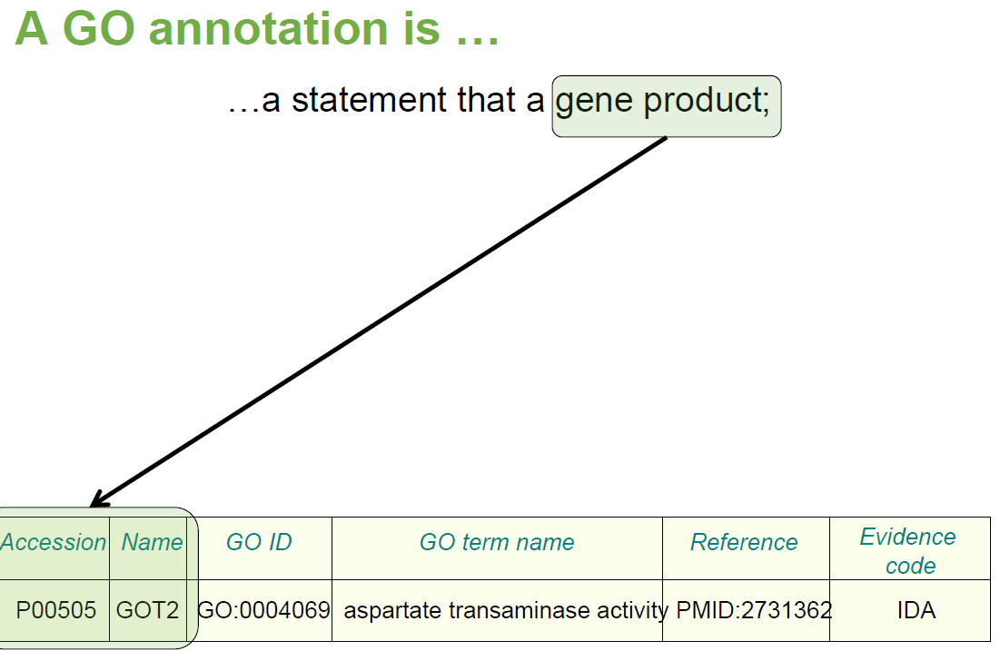 A GO annotation is …
…a statement that a gene product;
Accession Name GO ID GO term name Reference Evidence code
P00505 GOT2 GO:0004069 aspartate transaminase activity PMID:2731362 IDA